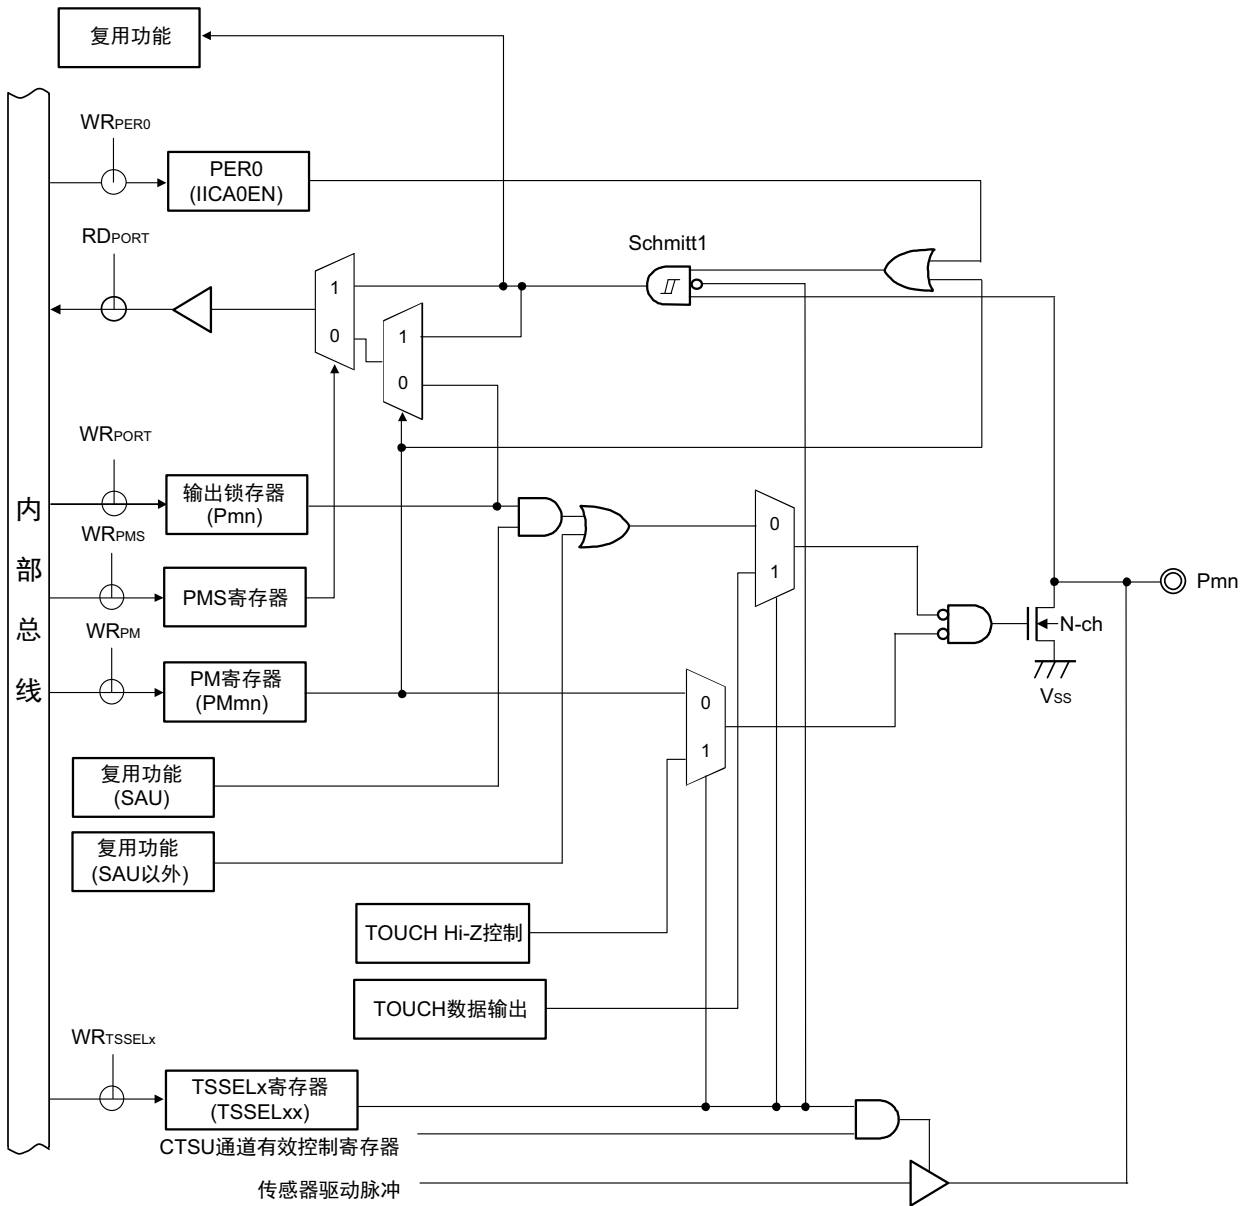 复用功能
WRPER0
PER0
(IICA0EN)
RDPORT
Schmitt1
1
0
1
0
WRPORT
输出锁存器
(Pmn)
内部总线
WRPMS
PMS寄存器
0
1
Pmn
N-ch
VSS
WRPM
PM寄存器
(PMmn)
0
1
复用功能
(SAU)
复用功能
(SAU以外)
TOUCH Hi-Z控制
TOUCH数据输出
WRTSSELx
TSSELx寄存器
(TSSELxx)
CTSU通道有效控制寄存器
传感器驱动脉冲